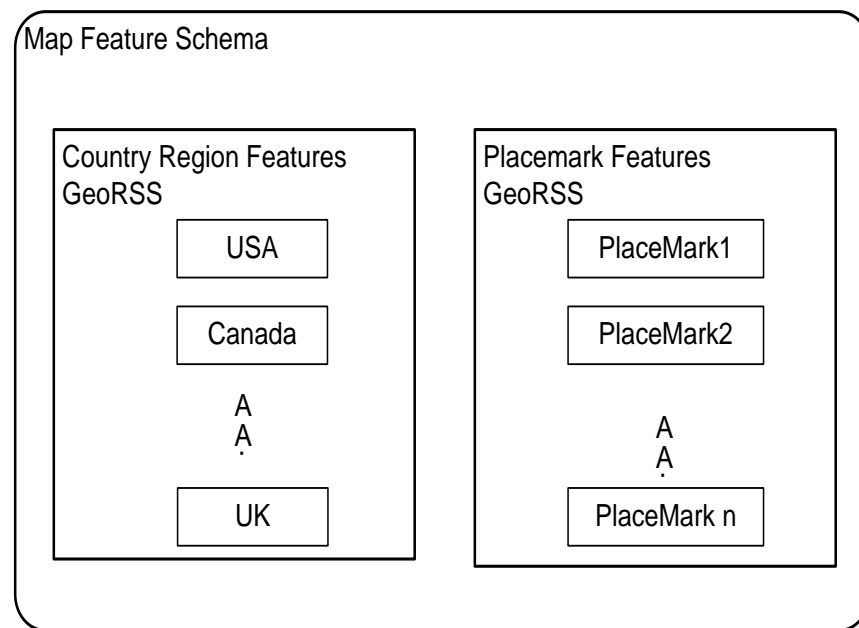 Map Feature Schema
Country Region Features
GeoRSS
USA
Canada
A
A
.
UK
Placemark Features
GeoRSS
PlaceMark1
PlaceMark2
A
A
.
PlaceMark n